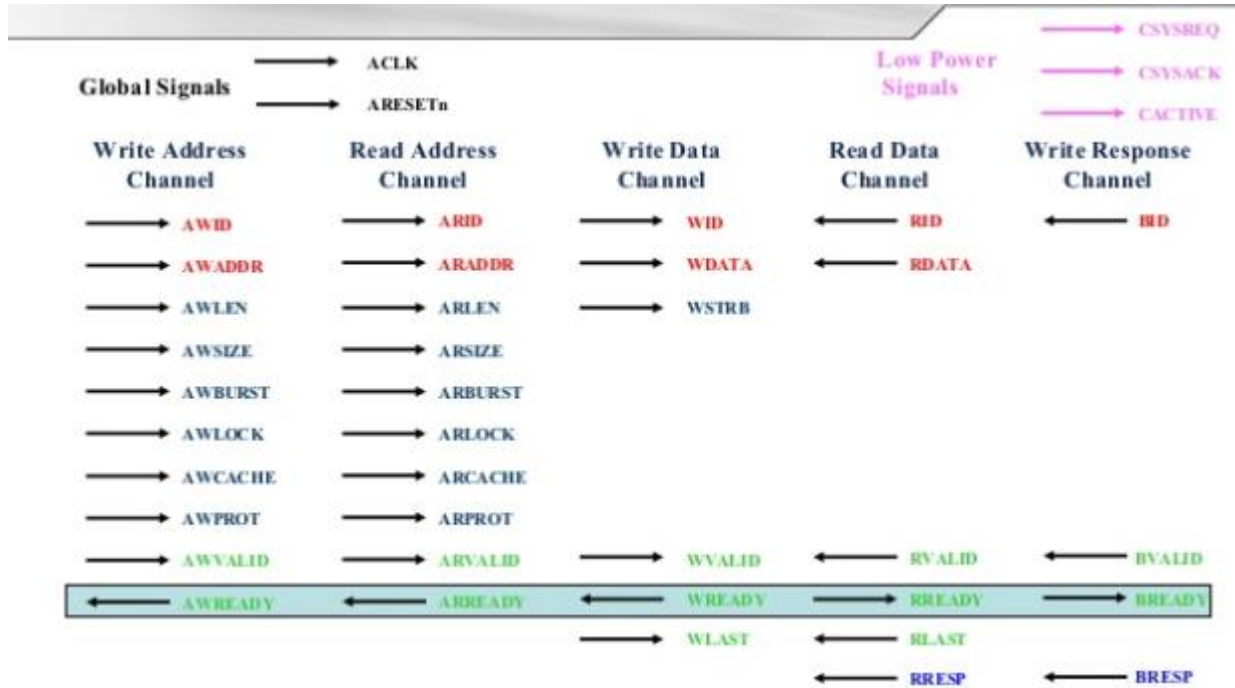 CSYSREQ
Low Power
Signals
CSYSACK
CACTIVE
Global Signals
ACLK
ARESETn
Write Address
Channel
Read Address
Channel
Write Data
Channel
Read Data
Channel
Write Response
Channel
AWID ARID WID RID BID
AWADDR ARADDR WDATA RDATA
AWLEN ARLEN WSTRB
AWSIZE ARSIZE
AWBURST ARBURST
AWLOCK ARLOCK
AWCACHE ARCACHE
AWPROT ARPROT
AWVALID ARVALID WVALID RVALID BVALID
AWREADY ARREADY WREADY RREADY BREADY
WLAST RLAST
RRESP BRESP